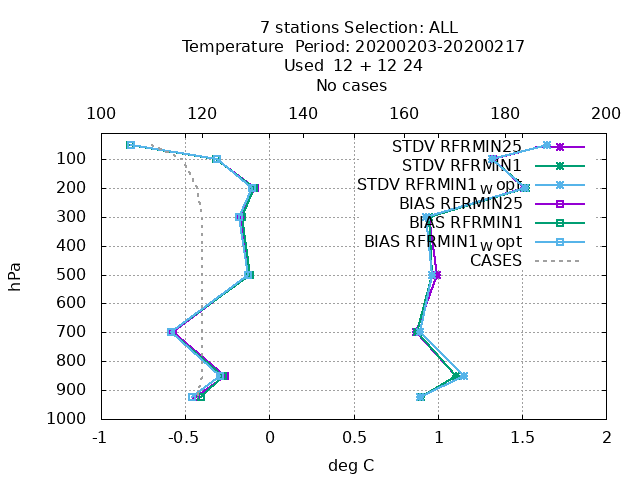 7 stations Selection: ALL
Temperature  Period: 20200203-20200217
Used  12 + 12 24
No cases
100 120 140 160 180 200
STDV RFRMIN25
STDV RFRMIN1
STDV RFRMIN1_W opt
BIAS RFRMIN25
BIAS RFRMIN1
BIAS RFRMIN1_W opt
CASES
hPa
100
200
300
400
500
600
700
800
900
1000
-1 -0.5 0 0.5 1 1.5 2
deg C